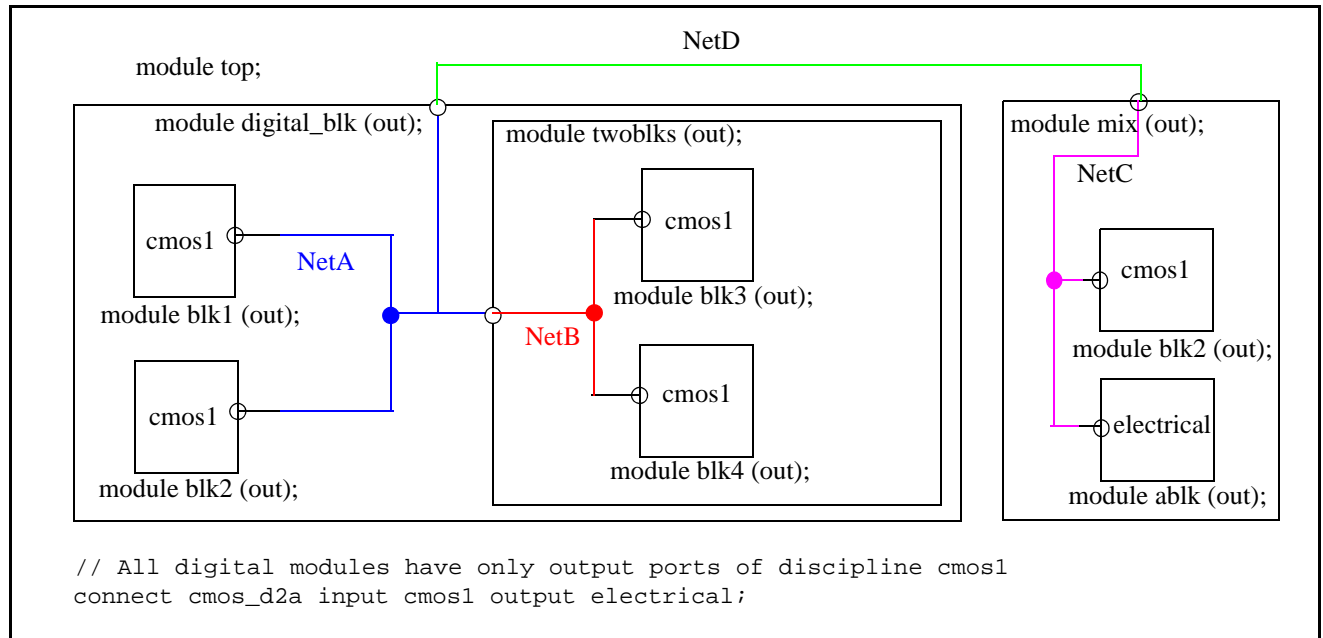 NetD
module top;
module digital_blk (out);
module twoblks (out);
module mix (out);
NetC
cmos1
NetA
module blk1 (out);
cmos1
module blk2 (out);
cmos1
module blk3 (out);
NetB
cmos1
module blk4 (out);
cmos1
module blk2 (out);
electrical
module ablk (out);
// All digital modules have only output ports of discipline cmos1
connect cmos_d2a input cmos1 output electrical;